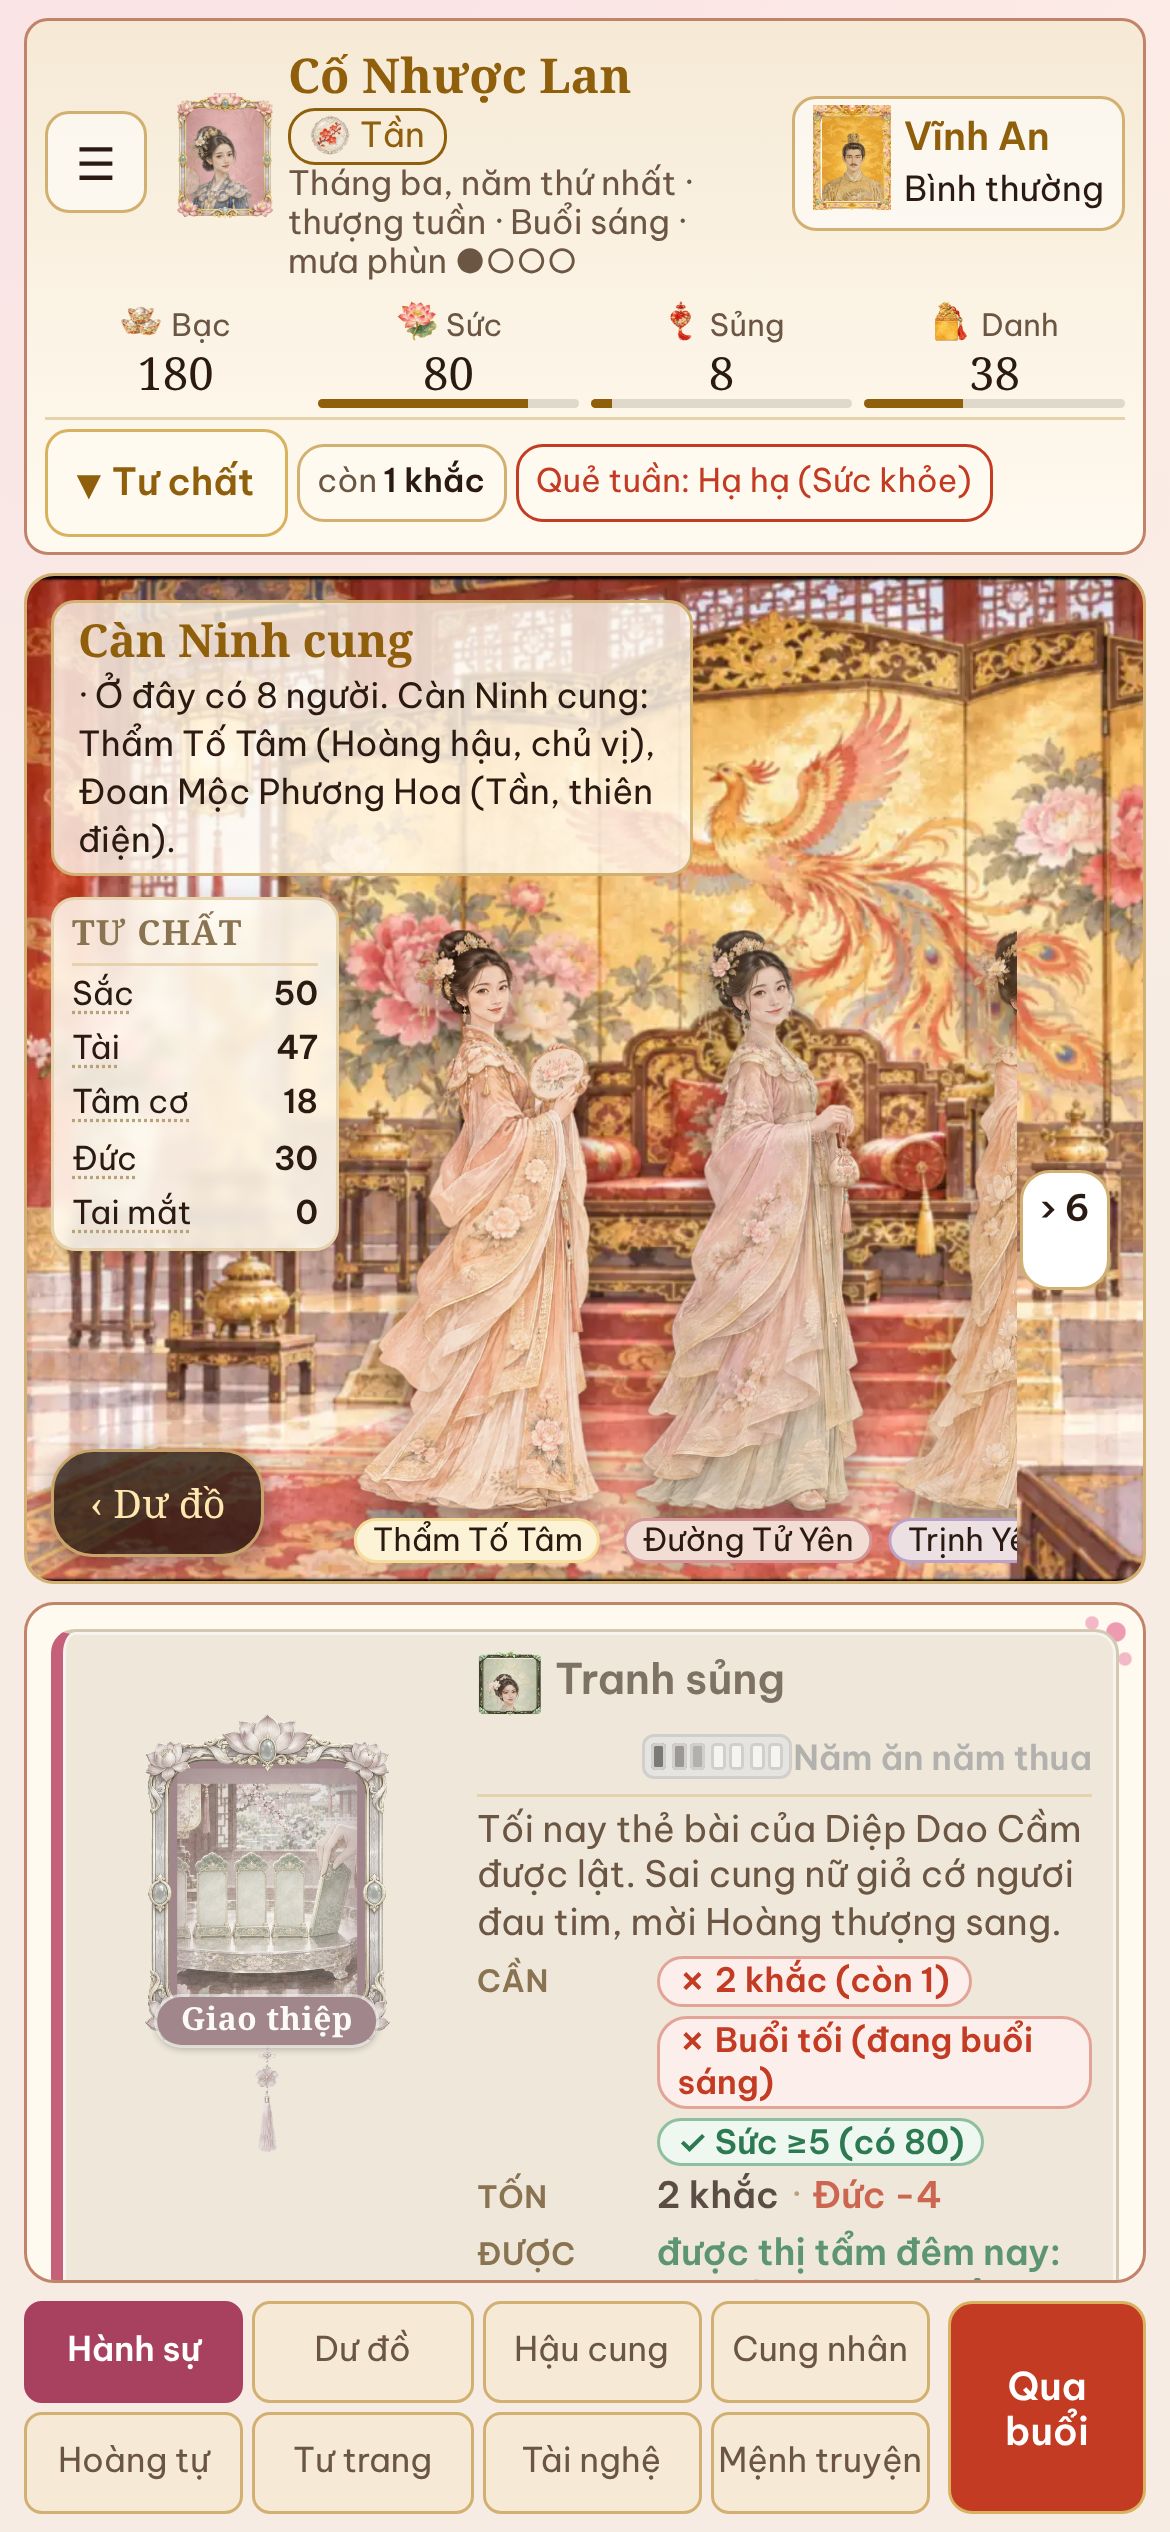 ☰
Cố Nhược Lan
Tần
Tháng ba, năm thứ nhất ·
thượng tuần · Buổi sáng ·
mưa phùn ●○○○
Vĩnh An
Bình thường
Bạc
180
Sức
80
Sủng
8
Danh
38
▼ Tư chất
còn 1 khắc
Quẻ tuần: Hạ hạ (Sức khỏe)
Càn Ninh cung
· Ở đây có 8 người. Càn Ninh cung:
Thẩm Tố Tâm (Hoàng hậu, chủ vị),
Đoan Mộc Phương Hoa (Tần, thiên
điện).
TƯ CHẤT
Sắc 50
Tài 47
Tâm cơ 18
Đức 30
Tai mắt 0
› 6
‹ Dư đồ
Thẩm Tố Tâm
Đường Tử Yên
Trịnh Yê
Tranh sủng
Năm ăn năm thua
Tối nay thẻ bài của Diệp Dao Cầm
được lật. Sai cung nữ giả cớ ngươi
đau tim, mời Hoàng thượng sang.
Giao thiệp
CẦN
× 2 khắc (còn 1)
× Buổi tối (đang buổi
sáng)
✓ Sức ≥5 (có 80)
TỐN
2 khắc · Đức -4
ĐƯỢC
được thị tẩm đêm nay:
Hành sự
Dư đồ
Hậu cung
Cung nhân
Qua
buổi
Hoàng tự
Tư trang
Tài nghệ
Mệnh truyện